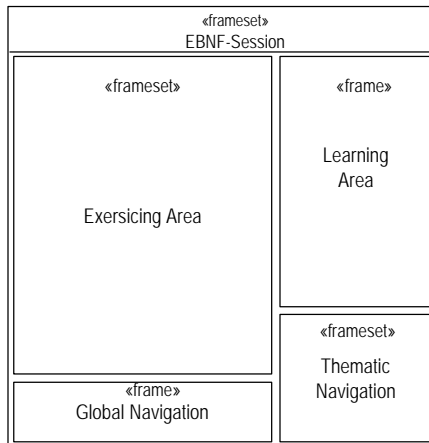 «frameset»
EBNF-Session
«frameset»
Exersicing Area
«frame»
Learning
Area
«frame»
Global Navigation
«frameset»
Thematic
Navigation